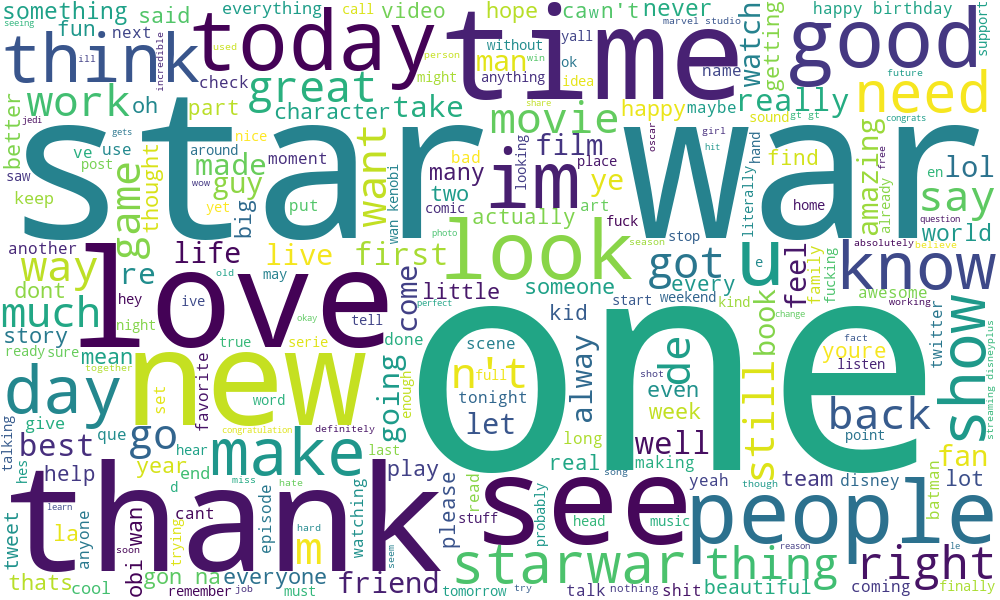 something
said
fun
next
seeing
think
today
time
everything
call
video
hope
cawn't
never
yall
without
man
ok
anything
idea
used
person
win
might
name
watch
getting
happy birthday
good
support
marvel studio
future
need
really
ill
incredible
check
work
oh
part
great
character
take
share
movie
happy
maybe
sound
gt gt
congrats
better
jedi
gets
star war
nice
want
bad
film
looking
place
oscar
girl
hit
hand
find
free
amazing
already
en
lol
ve
use
post
saw
keep
thought
game
made
around
moment
wow
guy
yet
big
put
many
two
comic
im
ye
art
actually
fuck
literally
home
say
question
world
wan kenobi
another
way
re
dont
life
live
first
photo
look
season
stop
got
u
e
every
feel
family
fucking
absolutely
believe
know
awesome
working
much
hey
love
old
may
ive
tell
come
little
perfect
someone
start
weekend
kind
book
change
twitter
show
streaming disneyplus
story
night
okay
ready
sure
mean
true
serie
done
kid
scene
one
fact
youre
listen
together
new
set
favorite
word
enough
n't
full
tonight
let
alway
shot
de
even
week
still
back
point
day
give
que
go
talking
best
hes
congratulation
definitely
hear
last
going
long
well
making
real
song
though
fan
help
year
end
make
miss
hate
play
see
yeah
team
disney
batman
lot
tweet
la
anyone
learn
thank
d
cant
soon
obi wan
trying
episode
m
hard
watching
seem
please
read
stuff
probably
head
music
people
reason
le
thats
cool
gon na
remember
everyone
job
must
friend
starwar
tomorrow
try
talk
nothing
shit
thing
beautiful
right
coming
finally